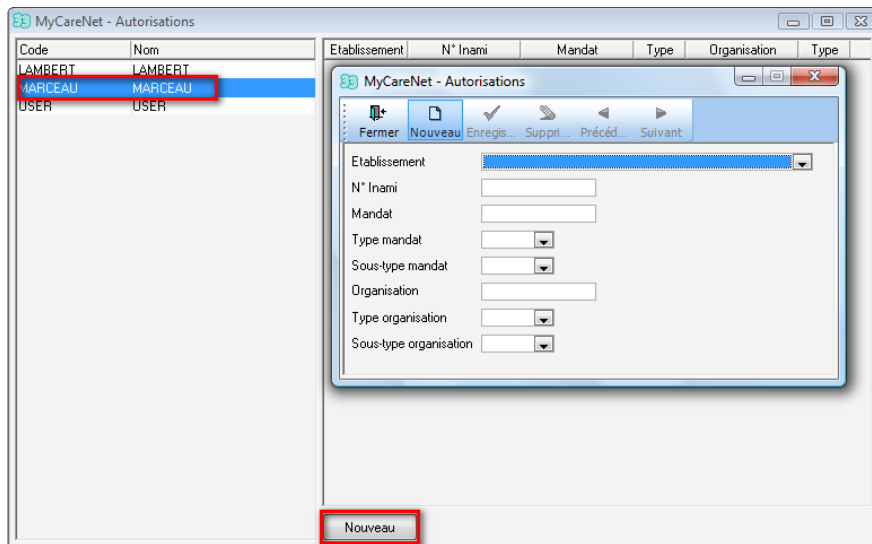 MyCareNet - Autorisations
Code Nom Etablissement N° Inami Mandat Type Organisation Type
LAMBERT LAMBERT
MARCEAU MARCEAU
USER USER
MyCareNet - Autorisations
Fermer Nouveau Enregis... Suppri... Précéd... Suivant
Etablissement
N° Inami
Mandat
Type mandat
Sous-type mandat
Organisation
Type organisation
Sous-type organisation
Nouveau